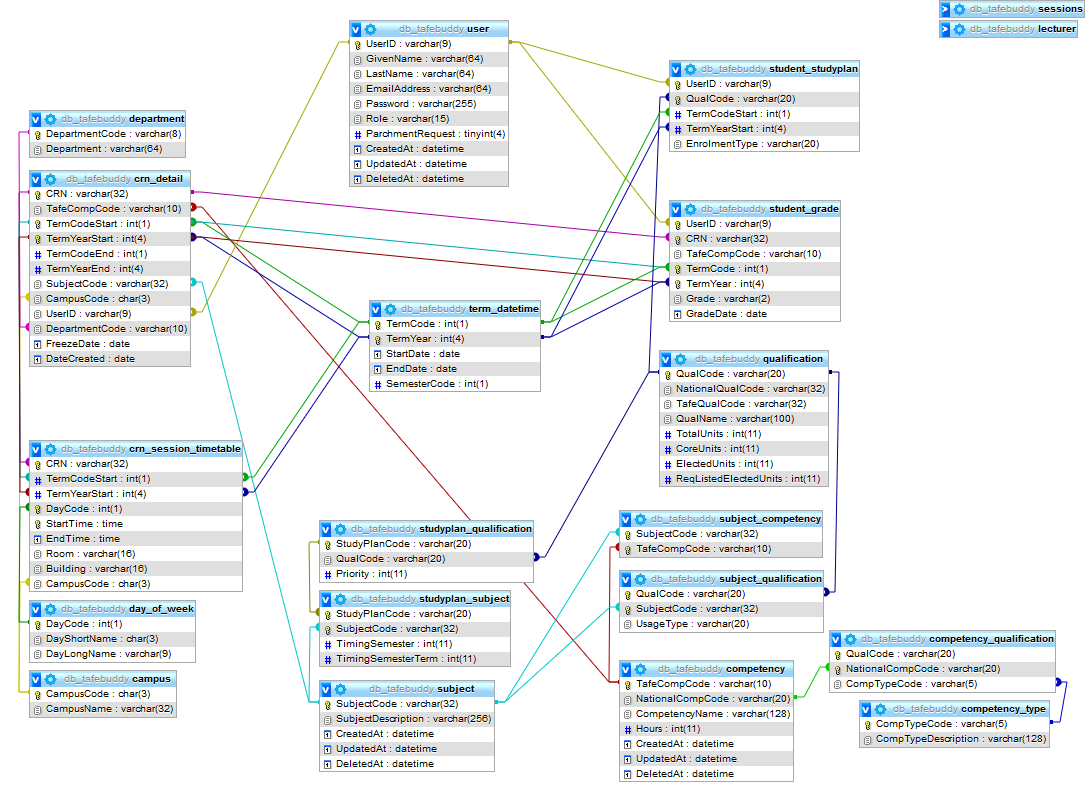 db_tafebuddy sessions
db_tafebuddy lecturer
db_tafebuddy user
UserID : varchar(9)
GivenName : varchar(64)
LastName : varchar(64)
EmailAddress : varchar(64)
Password : varchar(255)
Role : varchar(15)
ParchmentRequest : tinyint(4)
CreatedAt : datetime
UpdatedAt : datetime
DeletedAt : datetime
db_tafebuddy student_studyplan
UserID : varchar(9)
QualCode : varchar(20)
TermCodeStart : int(1)
TermYearStart : int(4)
EnrolmentType : varchar(20)
db_tafebuddy department
DepartmentCode : varchar(8)
Department : varchar(64)
db_tafebuddy crn_detail
CRN : varchar(32)
TafeCompCode : varchar(10)
TermCodeStart : int(1)
TermYearStart : int(4)
TermCodeEnd : int(1)
TermYearEnd : int(4)
SubjectCode : varchar(32)
CampusCode : char(3)
UserID : varchar(9)
DepartmentCode : varchar(10)
FreezeDate : date
DateCreated : date
db_tafebuddy student_grade
UserID : varchar(9)
CRN : varchar(32)
TafeCompCode : varchar(10)
TermCode : int(1)
TermYear : int(4)
Grade : varchar(2)
GradeDate : date
db_tafebuddy term_datetime
TermCode : int(1)
TermYear : int(4)
StartDate : date
EndDate : date
SemesterCode : int(1)
db_tafebuddy qualification
QualCode : varchar(20)
NationalQualCode : varchar(32)
TafeQualCode : varchar(32)
QualName : varchar(100)
TotalUnits : int(11)
CoreUnits : int(11)
ElectedUnits : int(11)
ReqListedElectedUnits : int(11)
db_tafebuddy crn_session_timetable
CRN : varchar(32)
TermCodeStart : int(1)
TermYearStart : int(4)
DayCode : int(1)
StartTime : time
EndTime : time
Room : varchar(16)
Building : varchar(16)
CampusCode : char(3)
db_tafebuddy studyplan_qualification
StudyPlanCode : varchar(20)
QualCode : varchar(20)
Priority : int(11)
db_tafebuddy subject_competency
SubjectCode : varchar(32)
TafeCompCode : varchar(10)
db_tafebuddy subject_qualification
QualCode : varchar(20)
SubjectCode : varchar(32)
UsageType : varchar(20)
db_tafebuddy studyplan_subject
StudyPlanCode : varchar(20)
SubjectCode : varchar(32)
TimingSemester : int(11)
TimingSemesterTerm : int(11)
db_tafebuddy day_of_week
DayCode : int(1)
DayShortName : char(3)
DayLongName : varchar(9)
db_tafebuddy campus
CampusCode : char(3)
CampusName : varchar(32)
db_tafebuddy subject
SubjectCode : varchar(32)
SubjectDescription : varchar(256)
CreatedAt : datetime
UpdatedAt : datetime
DeletedAt : datetime
db_tafebuddy competency
TafeCompCode : varchar(10)
NationalCompCode : varchar(20)
CompetencyName : varchar(128)
Hours : int(11)
CreatedAt : datetime
UpdatedAt : datetime
DeletedAt : datetime
db_tafebuddy competency_qualification
QualCode : varchar(20)
NationalCompCode : varchar(20)
CompTypeCode : varchar(5)
db_tafebuddy competency_type
CompTypeCode : varchar(5)
CompTypeDescription : varchar(128)